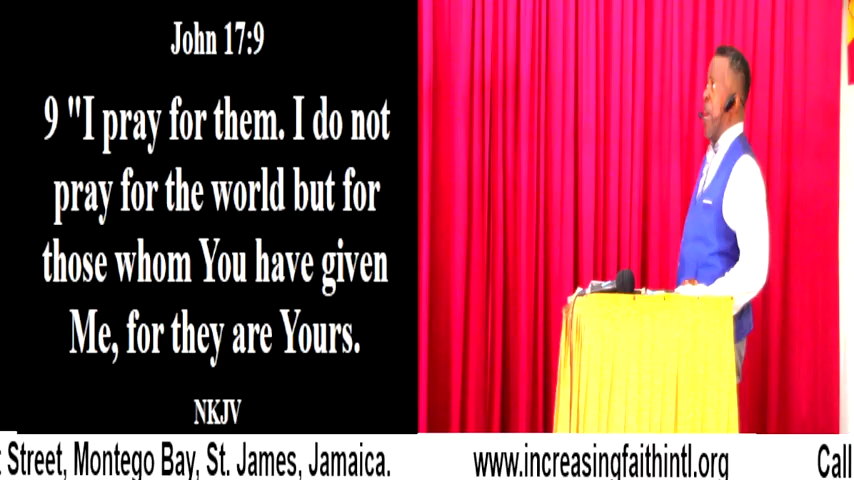 John 17:9
9 "I pray for them. I do not
pray for the world but for
those whom You have given
Me, for they are Yours.
NKJV
Street, Montego Bay, St. James, Jamaica. www.increasingfaithintl.org Call